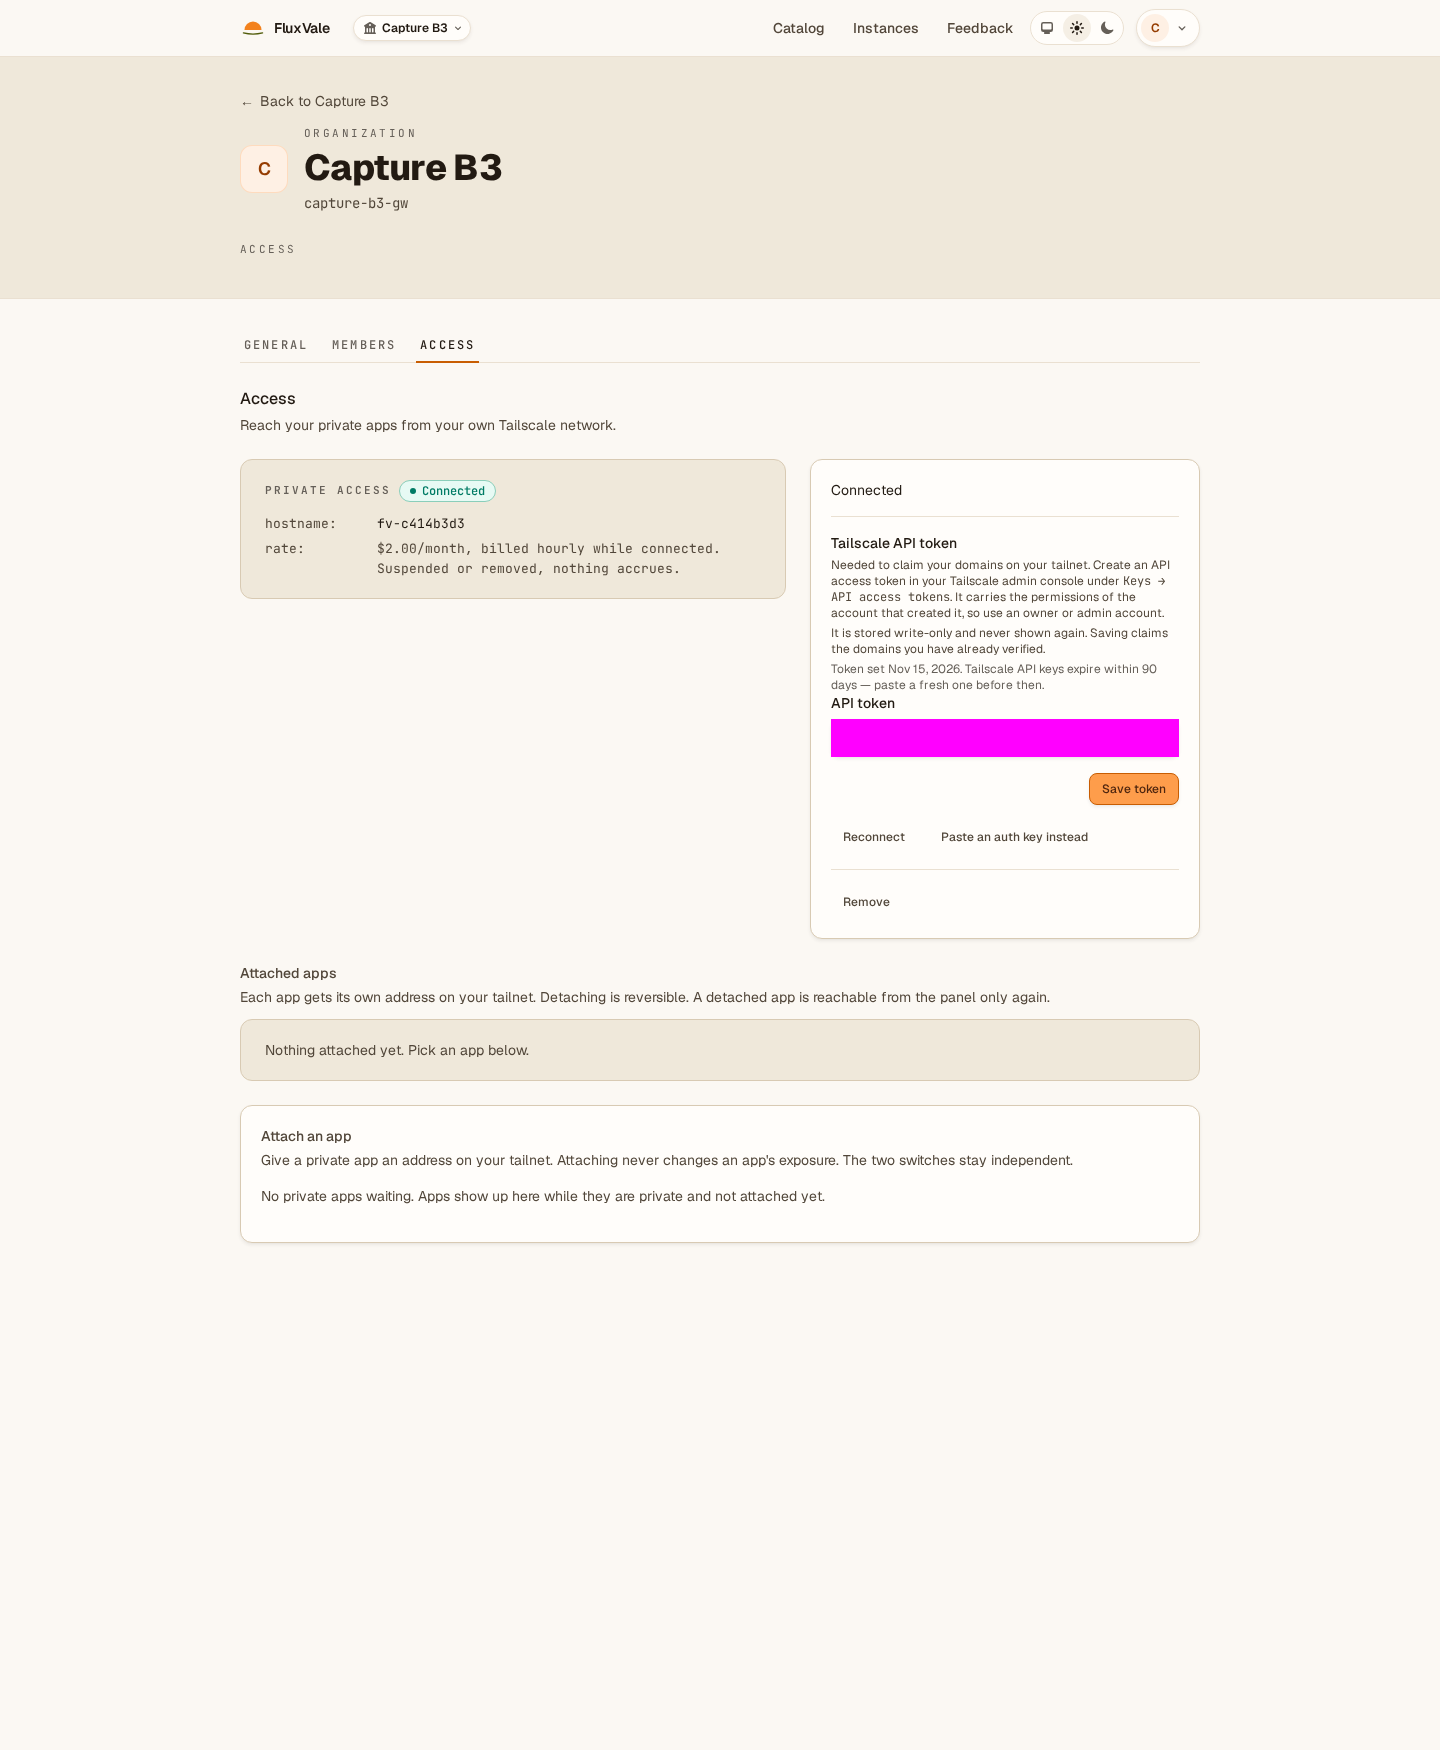 FluxVale
Capture B3
Catalog
Instances
Feedback
C
← Back to Capture B3
ORGANIZATION
C
Capture B3
capture-b3-gw
ACCESS
GENERAL
MEMBERS
ACCESS
Access
Reach your private apps from your own Tailscale network.
PRIVATE ACCESS
Connected
hostname: fv-c414b3d3
rate: $2.00/month, billed hourly while connected.
Suspended or removed, nothing accrues.
Connected
Tailscale API token
Needed to claim your domains on your tailnet. Create an API
access token in your Tailscale admin console under Keys →
API access tokens. It carries the permissions of the
account that created it, so use an owner or admin account.
It is stored write-only and never shown again. Saving claims
the domains you have already verified.
Token set Nov 15, 2026. Tailscale API keys expire within 90
days — paste a fresh one before then.
API token
Save token
Reconnect
Paste an auth key instead
Remove
Attached apps
Each app gets its own address on your tailnet. Detaching is reversible. A detached app is reachable from the panel only again.
Nothing attached yet. Pick an app below.
Attach an app
Give a private app an address on your tailnet. Attaching never changes an app's exposure. The two switches stay independent.
No private apps waiting. Apps show up here while they are private and not attached yet.